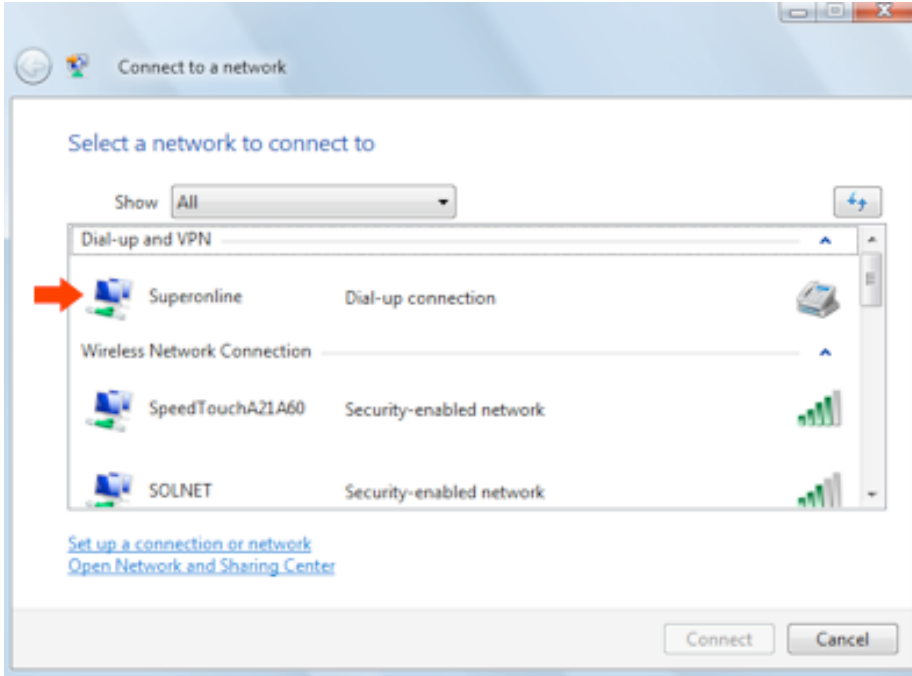 Connect to a network
Select a network to connect to
Show All
Dial-up and VPN
Superonline Dial-up connection
Wireless Network Connection
SpeedTouchA21A60 Security-enabled network
SOLNET Security-enabled network
Set up a connection or network
Open Network and Sharing Center
Connect Cancel